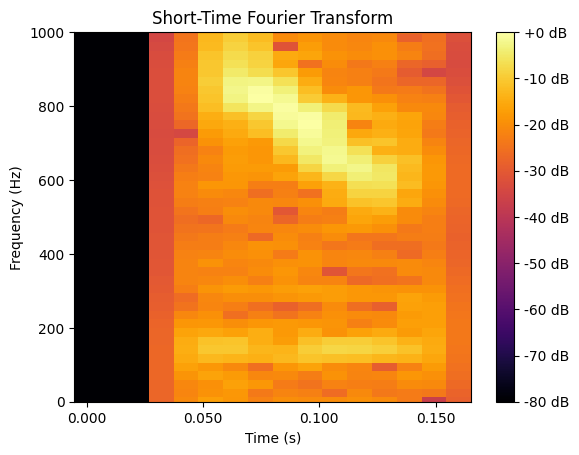 Short-Time Fourier Transform
Frequency (Hz)
1000
800
600
400
200
0
0.000
0.050
0.100
0.150
Time (s)
+0 dB
-10 dB
-20 dB
-30 dB
-40 dB
-50 dB
-60 dB
-70 dB
-80 dB